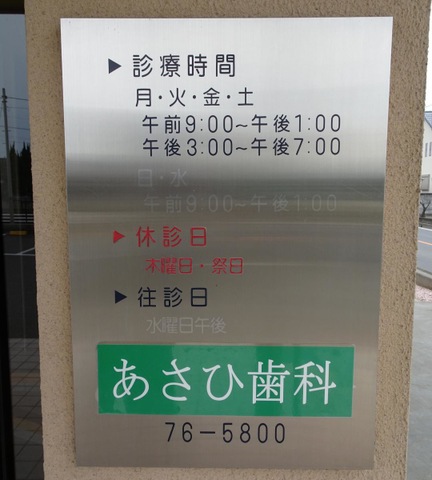 ▶診療時間
月・火・金・土
午前9:00~午後1:00
午後3:00~午後7:00
日・水
午前9:00~午後1:00
▶休診日
木曜日・祭日
▶往診日
水曜日午後
あさひ歯科
76-5800